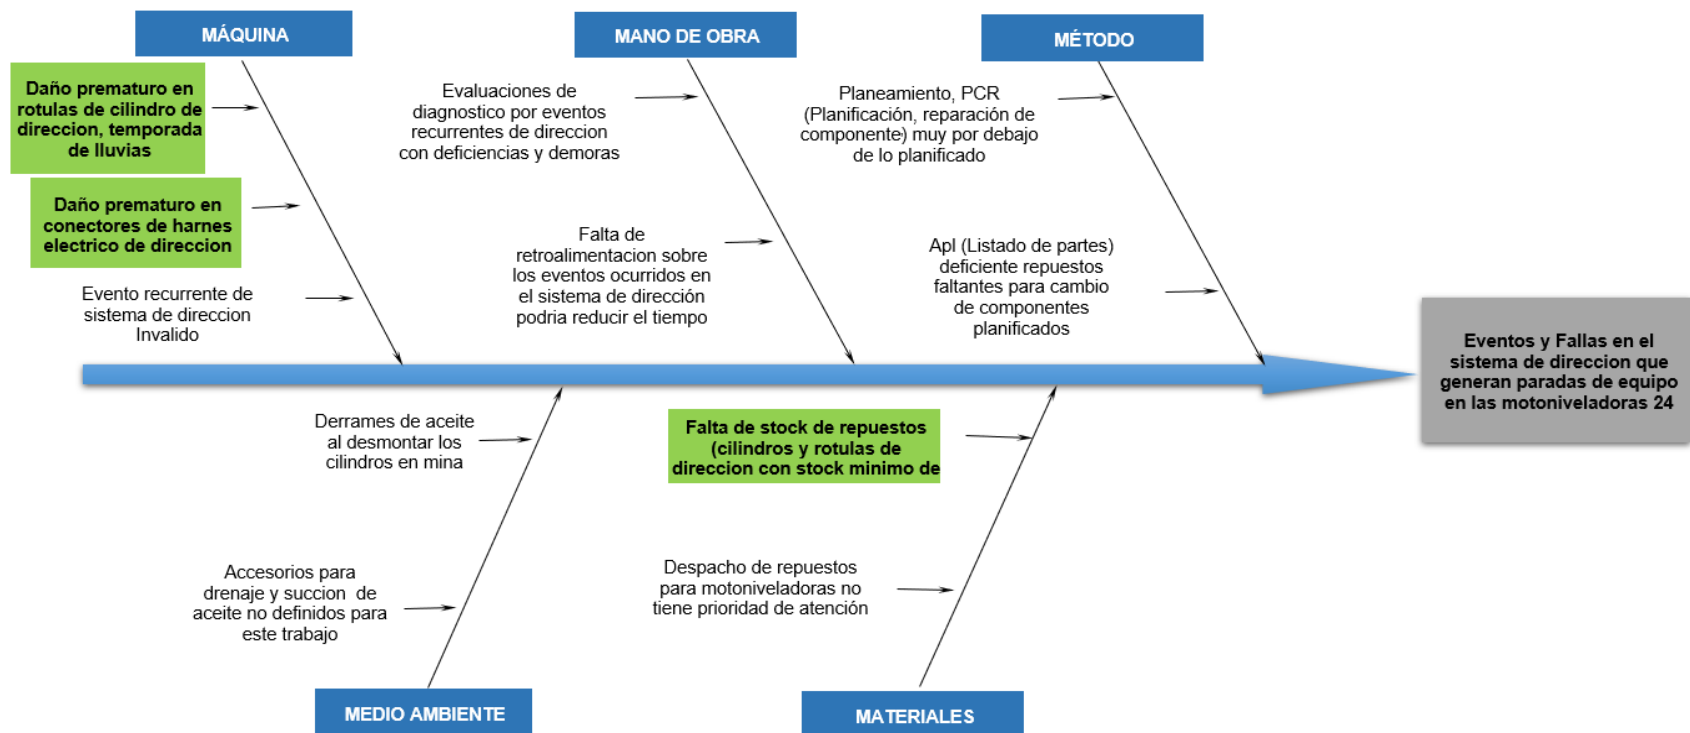 MÁQUINA
MANO DE OBRA
MÉTODO
Daño prematuro en
rotulas de cilindro de
direccion, temporada
de lluvias
Daño prematuro en
conectores de harnes
electrico de direccion
Evento recurrente de
sistema de direccion
Invalido
Evaluaciones de
diagnostico por eventos
recurrentes de direccion
con deficiencias y demoras
Falta de
retroalimentacion sobre
los eventos ocurridos en
el sistema de dirección
podria reducir el tiempo
Planeamiento, PCR
(Planificación, reparación de
componente) muy por debajo
de lo planificado
Apl (Listado de partes)
deficiente repuestos
faltantes para cambio
de componentes
planificados
Eventos y Fallas en el
sistema de direccion que
generan paradas de equipo
en las motoniveladoras 24
Derrames de aceite
al desmontar los
cilindros en mina
Accesorios para
drenaje y succion de
aceite no definidos para
este trabajo
Falta de stock de repuestos
(cilindros y rotulas de
direccion con stock minimo de
Despacho de repuestos
para motoniveladoras no
tiene prioridad de atención
MEDIO AMBIENTE
MATERIALES